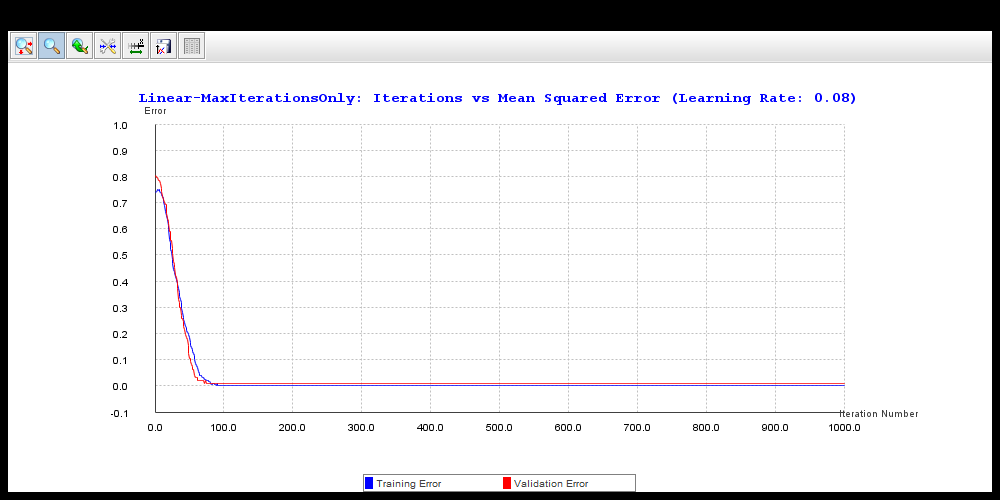 Linear-MaxIterationsOnly: Iterations vs Mean Squared Error (Learning Rate: 0.08)
Error
1.0
0.9
0.8
0.7
0.6
0.5
0.4
0.3
0.2
0.1
0.0
-0.1
Iteration Number
0.0 100.0 200.0 300.0 400.0 500.0 600.0 700.0 800.0 900.0 1000.0
Training Error Validation Error